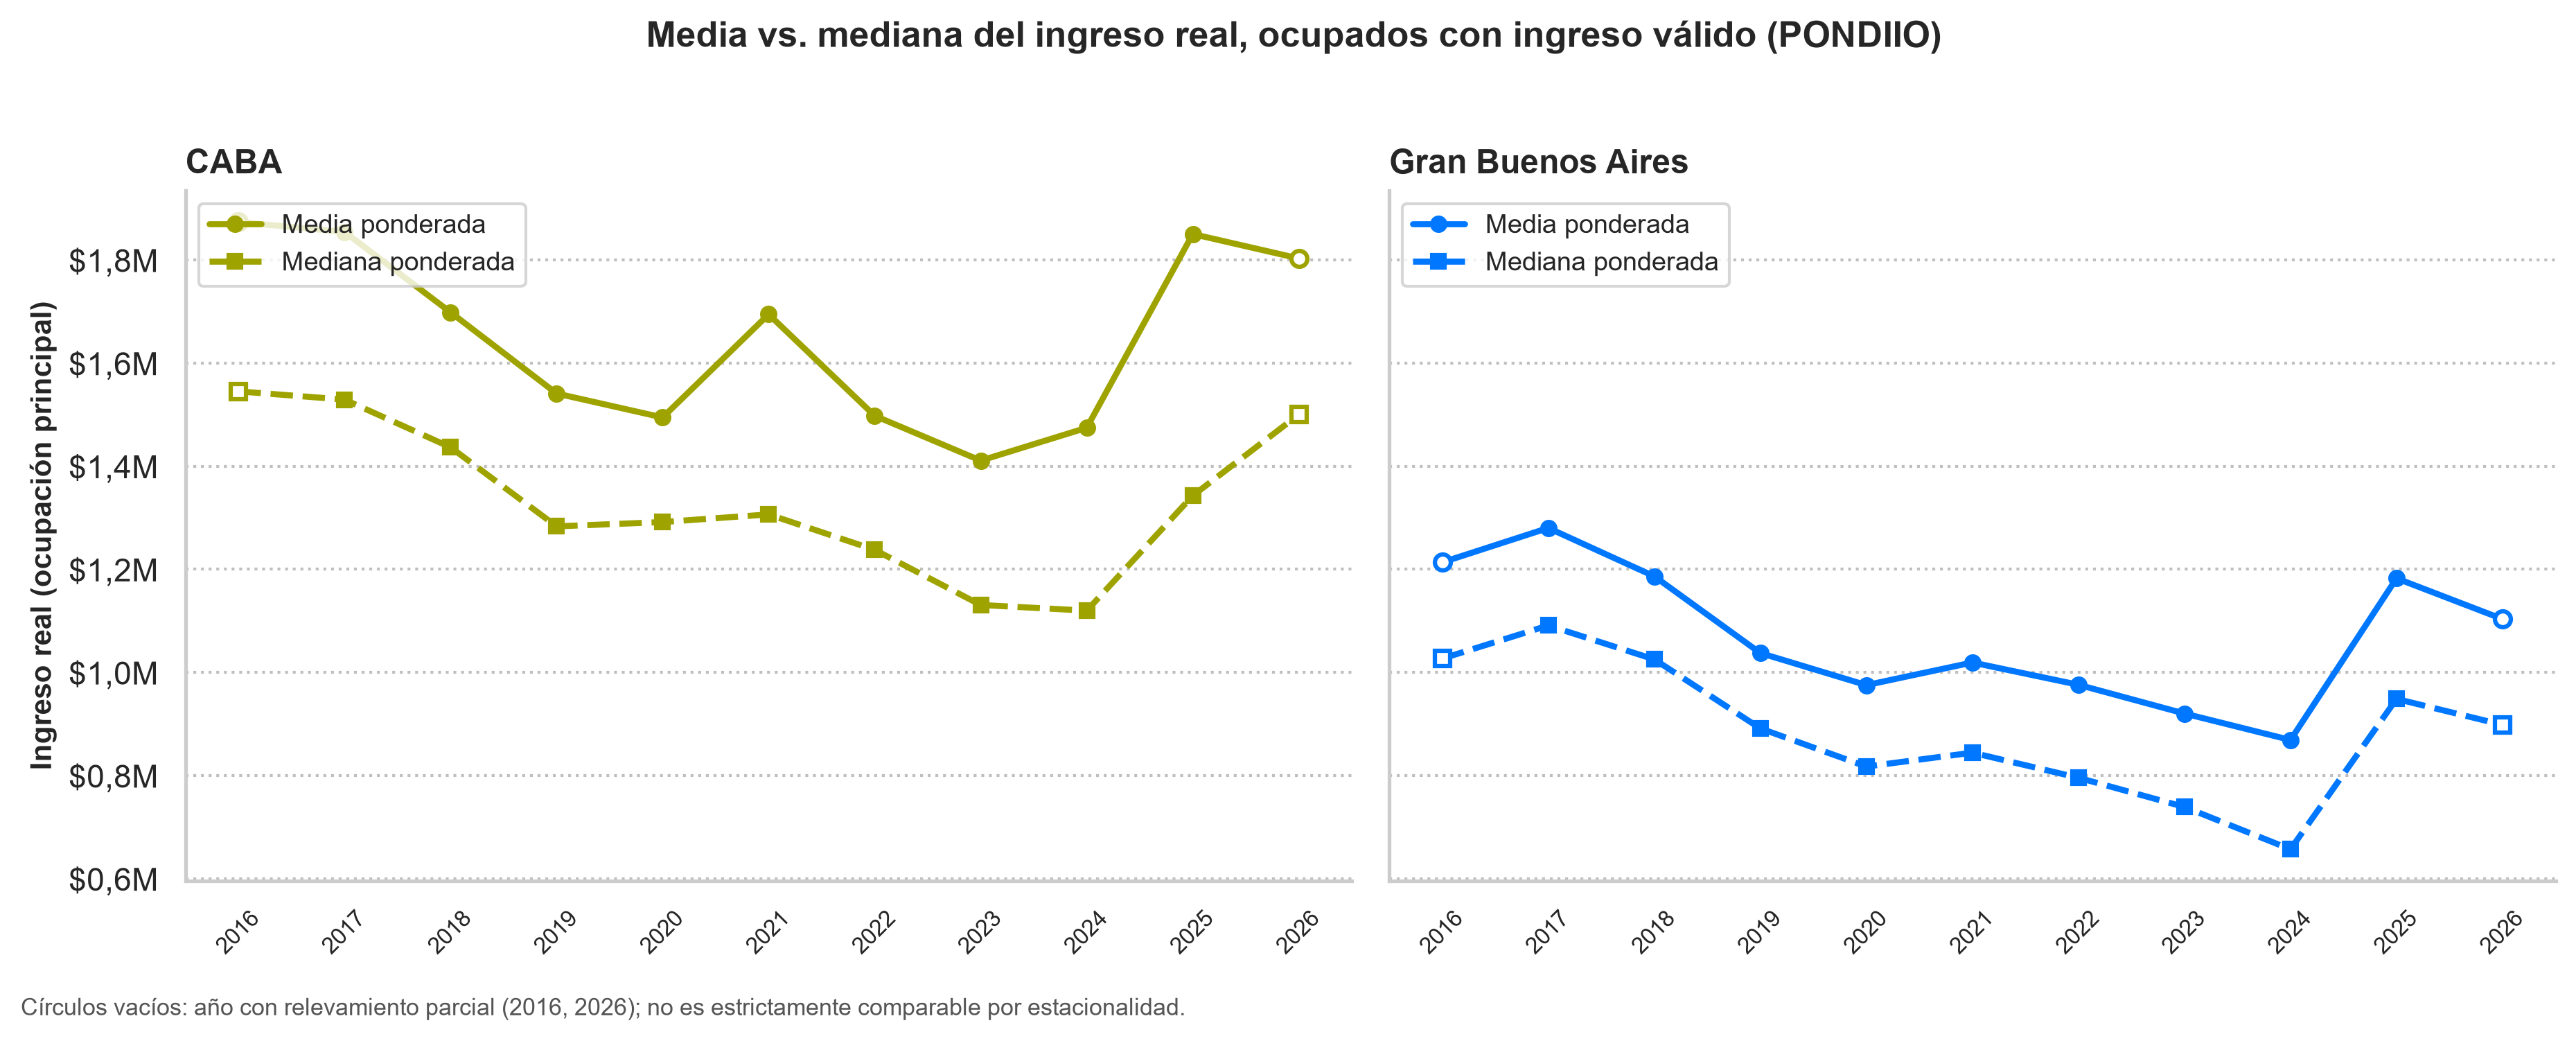 Media vs. mediana del ingreso real, ocupados con ingreso válido (PONDIIO)
CABA
Media ponderada
Mediana ponderada
Ingreso real (ocupación principal)
$1,8M
$1,6M
$1,4M
$1,2M
$1,0M
$0,8M
$0,6M
2016
2017
2018
2019
2020
2021
2022
2023
2024
2025
2026
Gran Buenos Aires
Media ponderada
Mediana ponderada
2016
2017
2018
2019
2020
2021
2022
2023
2024
2025
2026
Círculos vacíos: año con relevamiento parcial (2016, 2026); no es estrictamente comparable por estacionalidad.